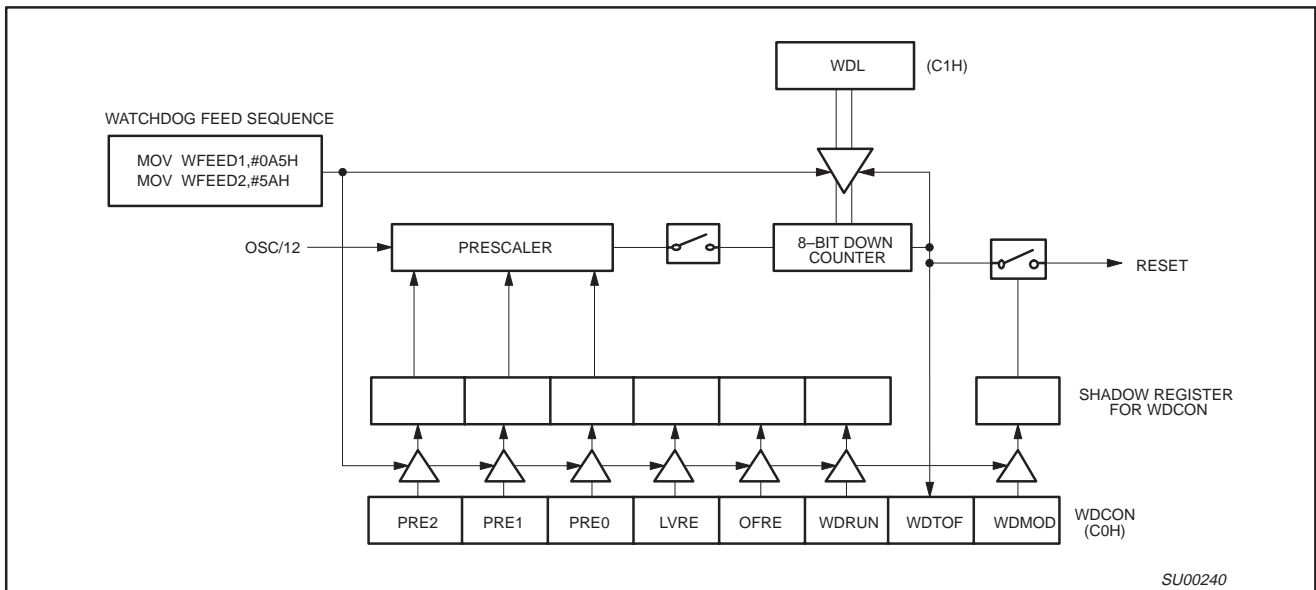 WDL
(C1H)
WATCHDOG FEED SEQUENCE
MOV WFEED1,#0A5H
MOV WFEED2,#5AH
OSC/12
PRESCALER
8–BIT DOWN
COUNTER
RESET
SHADOW REGISTER
FOR WDCON
PRE2
PRE1
PRE0
LVRE
OFRE
WDRUN
WDTOF
WDMOD
WDCON
(C0H)
SU00240